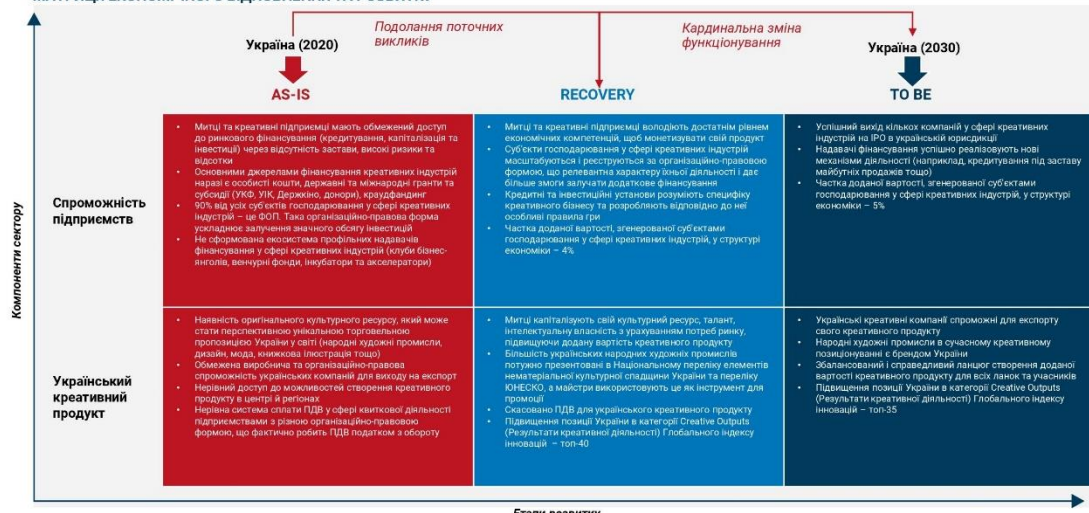 Подолання поточних
викликів
Кардинальна зміна
функціонування
Україна (2020)
Україна (2030)
AS-IS
RECOVERY
TO BE
Компоненти сектору
Спроможність
підприємств
• Митці та креативні підприємці мають обмежений доступ
до ринкового фінансування (кредитування, капіталізація та
інвестиції) через відсутність застави, високі ризики та
відсотки
• Основними джерелами фінансування креативних індустрій
наразі є особисті кошти, державні та міжнародні гранти та
субсидії (УКФ, УІК, Держкіно, донори), краудфандинг
• 90% від усіх суб'єктів господарювання у сфері креативних
індустрій – це ФОП. Така організаційно-правова форма
ускладнює залучення значного обсягу інвестицій
• Не сформована екосистема профільних надавачів
фінансування у сфері креативних індустрій (клуби бізнес-
янголів, венчурні фонди, інкубатори та акселератори)
• Митці та креативні підприємці володіють достатнім рівнем
економічних компетенцій, щоб монетизувати свій продукт
• Суб'єкти господарювання у сфері креативних індустрій
масштабуються і реєструються за організаційно-правовою
формою, що релевантна характеру їхньої діяльності і дає
більше змоги залучати додаткове фінансування
• Кредитні та інвестиційні установи розуміють специфіку
креативного бізнесу та розробляють відповідно до неї
особливі правила гри
• Частка доданої вартості, згенерованої суб'єктами
господарювання у сфері креативних індустрій, у структурі
економіки – 4%
• Успішний вихід кількох компаній у сфері креативних
індустрій на IPO в українській юрисдикції
• Надавачі фінансування успішно реалізовують нові
механізми діяльності (наприклад, кредитування під заставу
майбутніх продажів тощо)
• Частка доданої вартості, згенерованої суб'єктами
господарювання у сфері креативних індустрій, у структурі
економіки – 5%
Український
креативний
продукт
• Наявність оригінального культурного ресурсу, який може
стати перспективною унікальною торговельною
пропозицією України у світі (народні художні промисли,
дизайн, мода, книжкова ілюстрація тощо)
• Обмежена виробнича та організаційно-правова
спроможність українських компаній для виходу на експорт
• Нерівний доступ до можливостей створення креативного
продукту в центрі й регіонах
• Нерівна система сплати ПДВ у сфері квиткової діяльності
підприємствами з різною організаційно-правовою
формою, що фактично робить ПДВ податком з обороту
• Митці капіталізують свій культурний ресурс, талант,
інтелектуальну власність з урахуванням потреб ринку,
підвищуючи додану вартість креативного продукту
• Більшість українських народних художніх промислів
потужно презентовані в Національному переліку елементів
нематеріальної культурної спадщини України та переліку
ЮНЕСКО, а майстри використовують це як інструмент для
промоції
• Скасовано ПДВ для українського креативного продукту
• Підвищення позиції України в категорії Creative Outputs
(Результати креативної діяльності) Глобального індексу
інновацій – топ-40
• Українські креативні компанії спроможні для експорту
свого креативного продукту
• Народні художні промисли в сучасному креативному
позиціонуванні є брендом України
• Збалансований і справедливий ланцюг створення доданої
вартості креативного продукту для всіх ланок та учасників
• Підвищення позиції України в категорії Creative Outputs
(Результати креативної діяльності) Глобального індексу
інновацій – топ-35